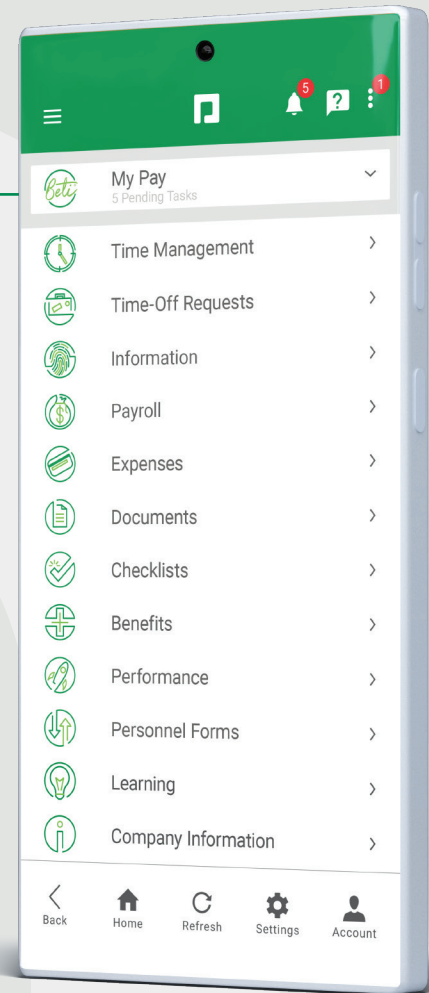 5
?
1
Beti
My Pay
5 Pending Tasks
Time Management
Time-Off Requests
Information
Payroll
Expenses
Documents
Checklists
Benefits
Performance
Personnel Forms
Learning
Company Information
Back
Home
Refresh
Settings
Account